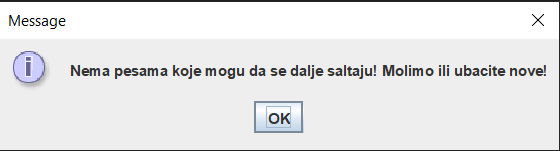 Message
Nema pesama koje mogu da se dalje saltaju! Molimo ili ubacite nove!
OK